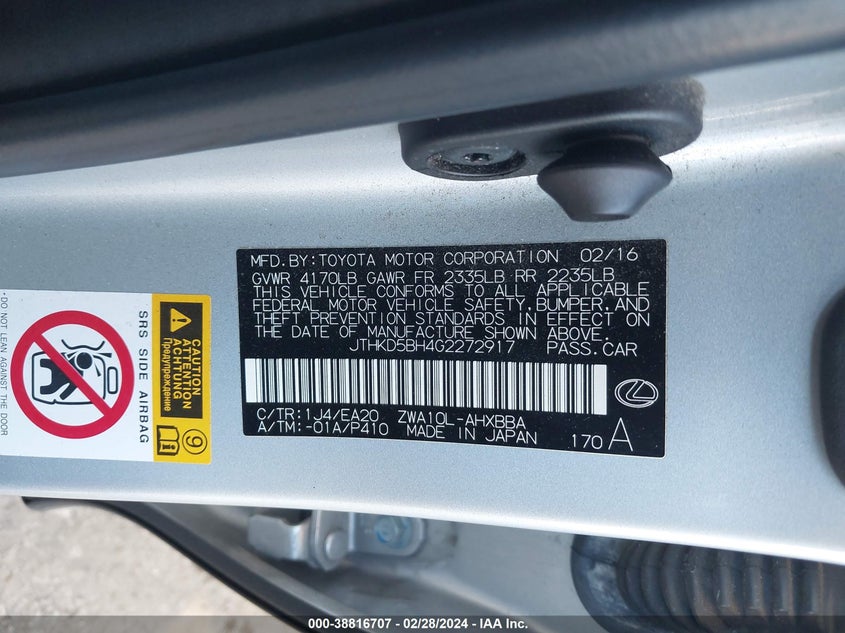 MFD.BY:TOYOTA MOTOR CORPORATION 02/16
GVWR 4170LB GAWR FR 2335LB RR 2235LB
THIS VEHICLE CONFORMS TO ALL APPLICABLE
FEDERAL MOTOR VEHICLE SAFETY, BUMPER, AND
THEFT PREVENTION STANDARDS IN EFFECT ON
THE DATE OF MANUFACTURE SHOWN ABOVE.
JTHKD5BH4G2272917 PASS.CAR
C/TR:1J4/EA20 ZWA10L-AHXBBA
A/TM:-01A/P410 MADE IN JAPAN 170 A
CAUTION
ATTENTION
ACHTUNG
Предупреждение
9
SRS SIDE AIRBAG
DO NOT LEAN AGAINST THE DOOR
000-38816707 - 02/28/2024 - IAA Inc.